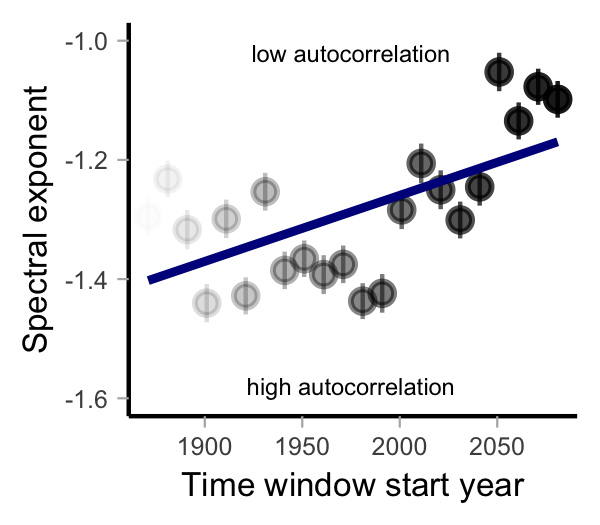 Spectral exponent
-1.0
-1.2
-1.4
-1.6
low autocorrelation
high autocorrelation
1900
1950
2000
2050
Time window start year